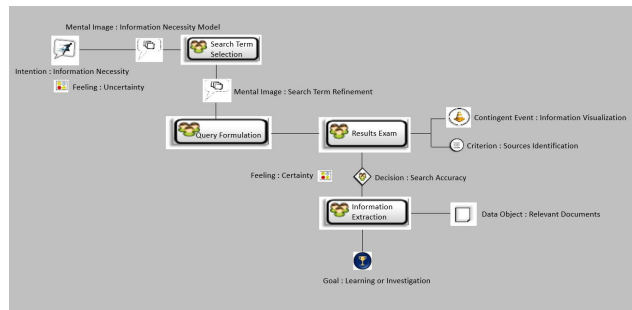 Mental Image : Information Necessity Model
Search Term
Selection
Intention : Information Necessity
Feeling : Uncertainty
Mental Image : Search Term Refinement
Query Formulation
Results Exam
Contingent Event : Information Visualization
Criterion : Sources Identification
Feeling : Certainty
Decision : Search Accuracy
Information
Extraction
Data Object : Relevant Documents
Goal : Learning or Investigation